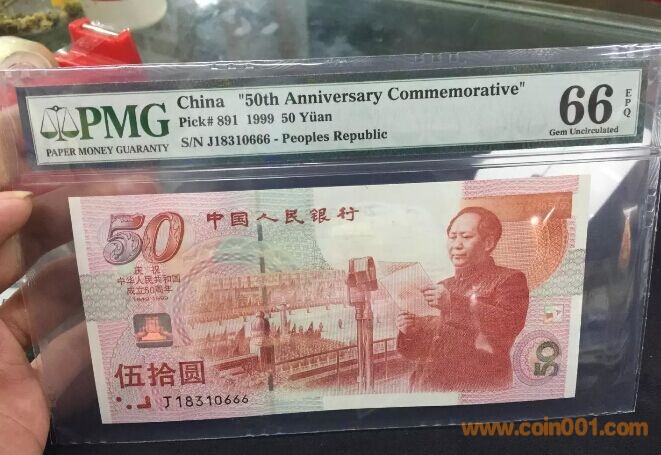 PMG
PAPER MONEY GUARANTY
China "50th Anniversary Commemorative"
Pick# 891 1999 50 Yüan
S/N J18310666 - Peoples Republic
66 EPQ
Gem Uncirculated
50
中国人民银行
庆祝
中华人民共和国
成立50周年
1949-1999
伍拾圆
50
J18310666
www.coin001.com